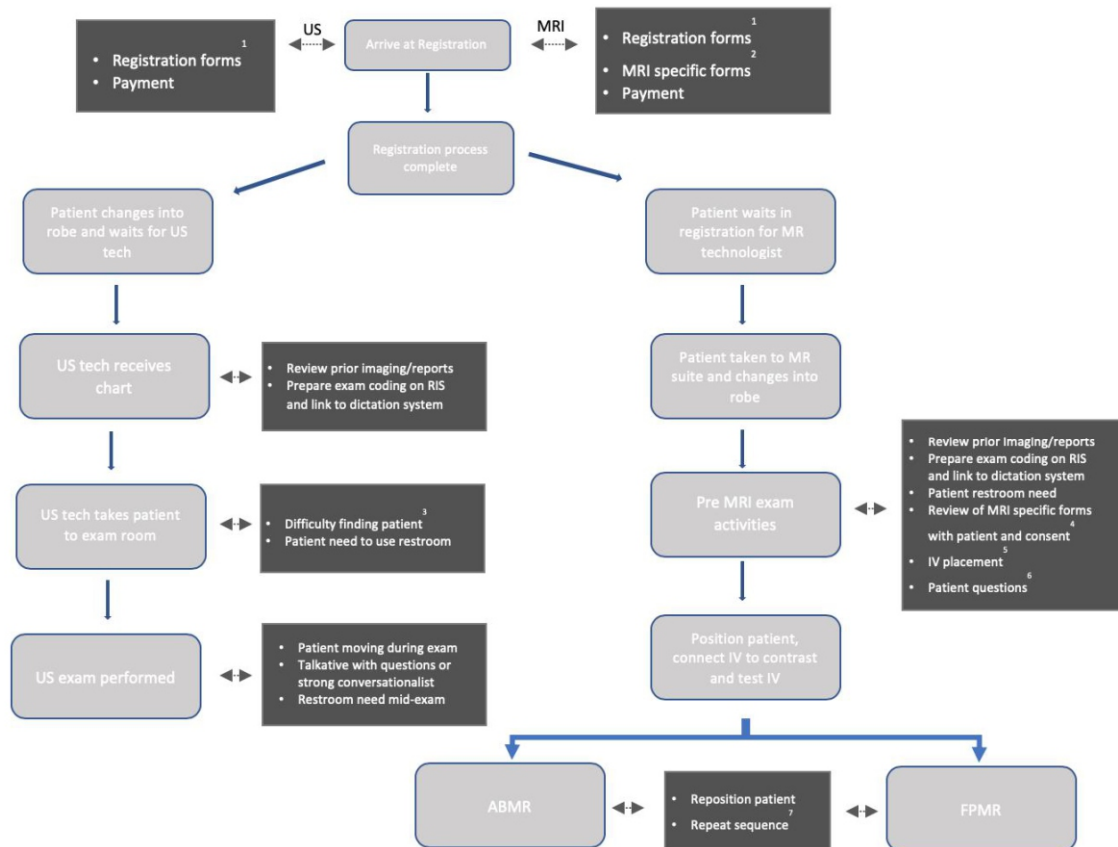 US
Arrive at Registration
MRI
• Registration forms 1
• Payment
• Registration forms 1
• MRI specific forms 2
• Payment
Registration process
complete
Patient changes into
robe and waits for US
tech
Patient waits in
registration for MR
technologist
US tech receives
chart
• Review prior imaging/reports
• Prepare exam coding on RIS
and link to dictation system
Patient taken to MR
suite and changes into
robe
US tech takes patient
to exam room
• Difficulty finding patient 3
• Patient need to use restroom
Pre MRI exam
activities
• Review prior imaging/reports
• Prepare exam coding on RIS
and link to dictation system
• Patient restroom need
• Review of MRI specific forms
with patient and consent 4
• IV placement 5
• Patient questions 6
US exam performed
• Patient moving during exam
• Talkative with questions or
strong conversationalist
• Restroom need mid-exam
Position patient,
connect IV to contrast
and test IV
ABMR
• Reposition patient
• Repeat sequence 7
FPMR